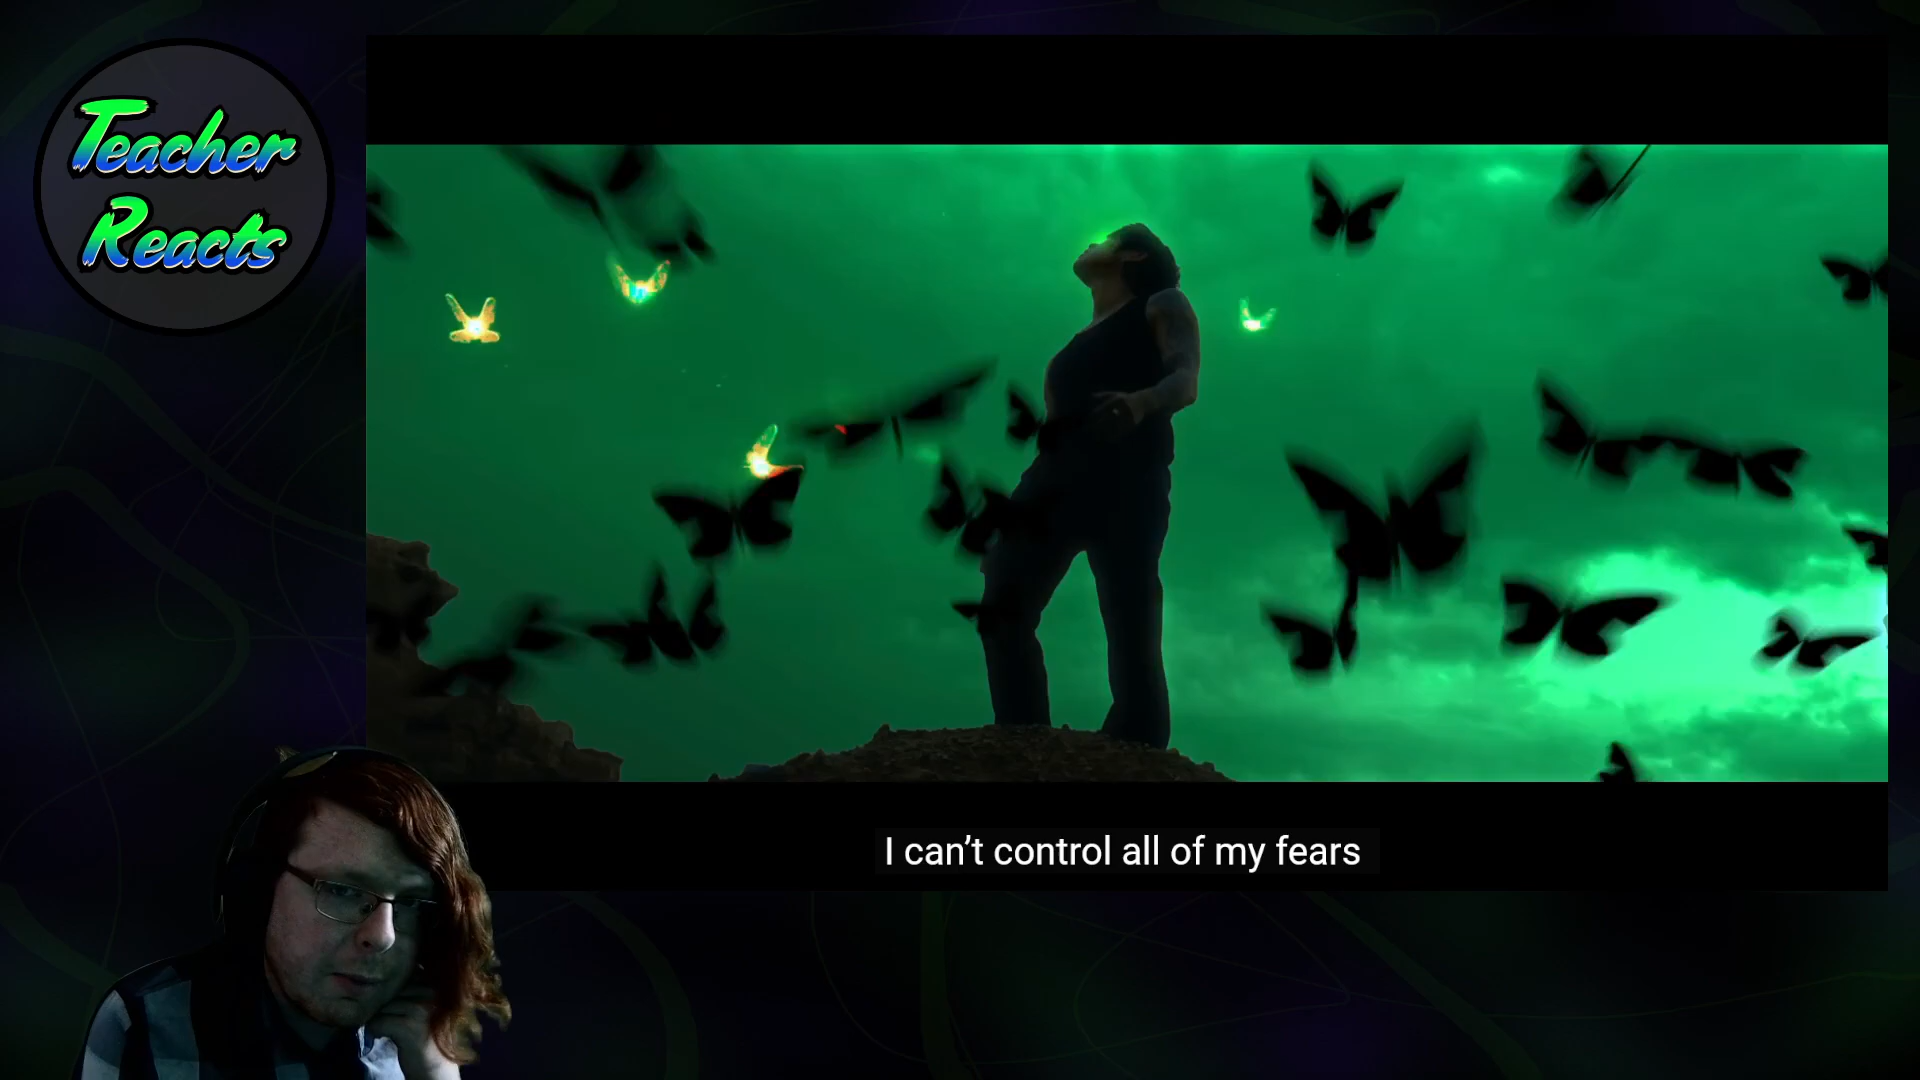 Teacher
Reacts
I can’t control all of my fears